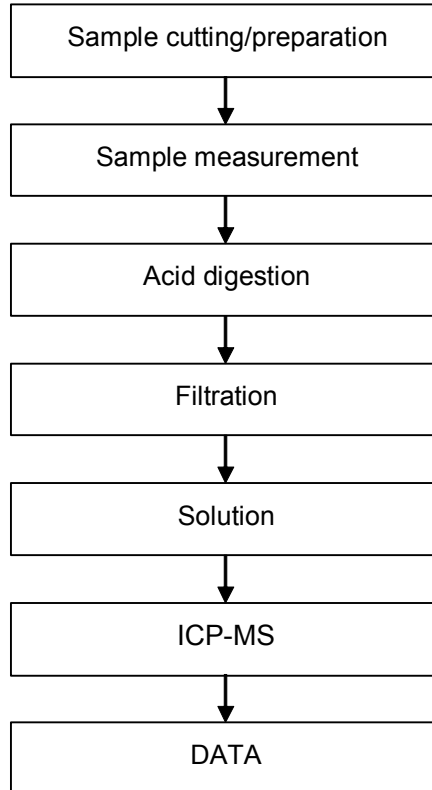 Sample cutting/preparation
Sample measurement
Acid digestion
Filtration
Solution
ICP-MS
DATA